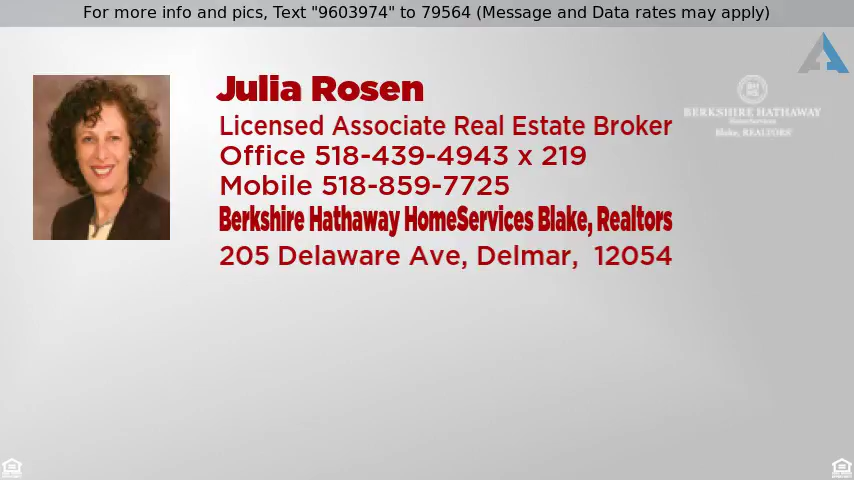 For more info and pics, Text "9603974" to 79564 (Message and Data rates may apply)
Julia Rosen
Licensed Associate Real Estate Broker
Office 518-439-4943 x 219
Mobile 518-859-7725
Berkshire Hathaway HomeServices Blake, Realtors
205 Delaware Ave, Delmar,  12054
BERKSHIRE HATHAWAY
HomeServices
Blake, REALTORS